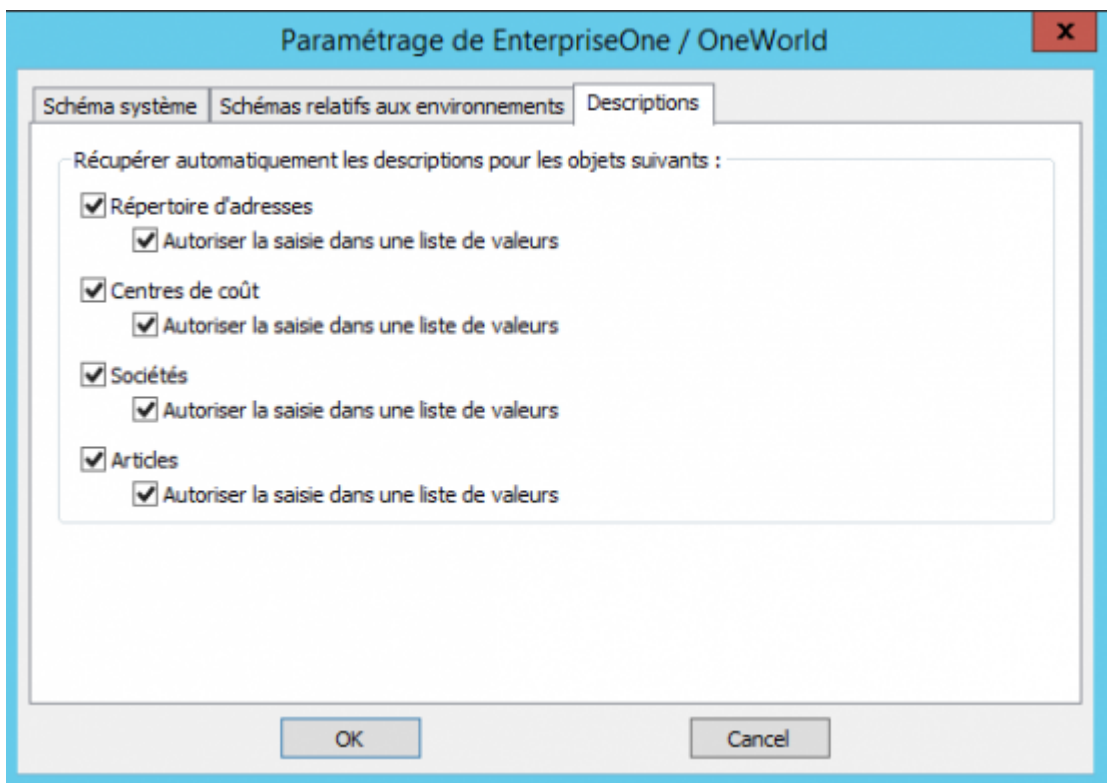 Paramétrage de EnterpriseOne / OneWorld
x
Schéma système
Schémas relatifs aux environnements
Descriptions
Récupérer automatiquement les descriptions pour les objets suivants :
Répertoire d'adresses
Autoriser la saisie dans une liste de valeurs
Centres de coût
Autoriser la saisie dans une liste de valeurs
Sociétés
Autoriser la saisie dans une liste de valeurs
Articles
Autoriser la saisie dans une liste de valeurs
OK
Cancel